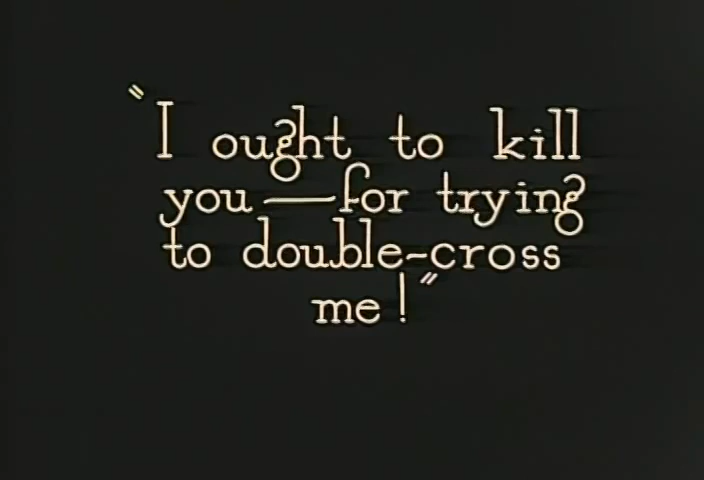 "I ought to kill
you—for trying
to double-cross
me!"